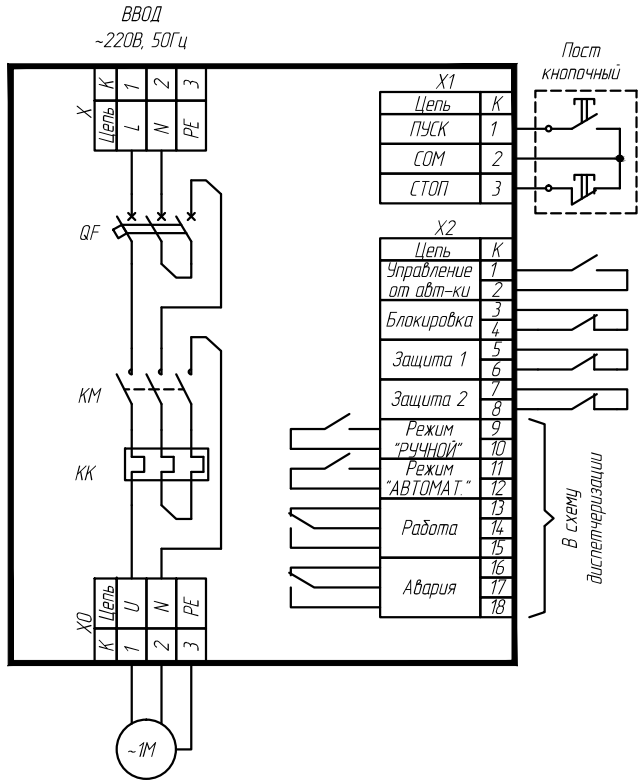 ВВОД
~220В, 50Гц
X
К 1 2 3
Цепь L N PE
QF
KM
KK
X0
Цепь U N PE
К 1 2 3
~1М
X1
Цепь К
ПУСК 1
СОМ 2
СТОП 3
Пост
кнопочный
X2
Цепь К
Управление 1
от авт-ки 2
Блокировка 3
4
Защита 1 5
6
Защита 2 7
8
Режим 9
"РУЧНОЙ" 10
Режим 11
"АВТОМАТ." 12
13
Работа 14
15
16
Авария 17
18
В схему
диспетчеризации